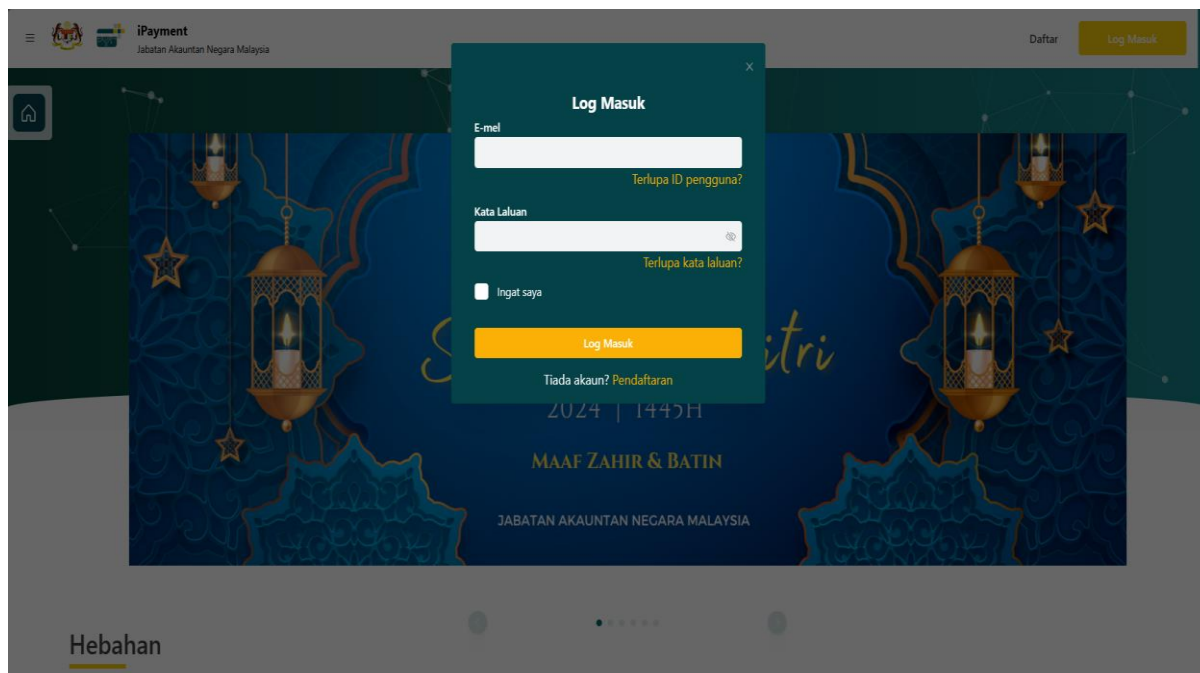 iPayment
Jabatan Akauntan Negara Malaysia
Daftar
Log Masuk
X
Log Masuk
E-mel
Terlupa ID pengguna?
Kata Laluan
Terlupa kata laluan?
Ingat saya
Log Masuk
Tiada akaun? Pendaftaran
S
itri
2024 | 1445H
MAAF ZAHIR & BATIN
JABATAN AKAUNTAN NEGARA MALAYSIA
Hebahan